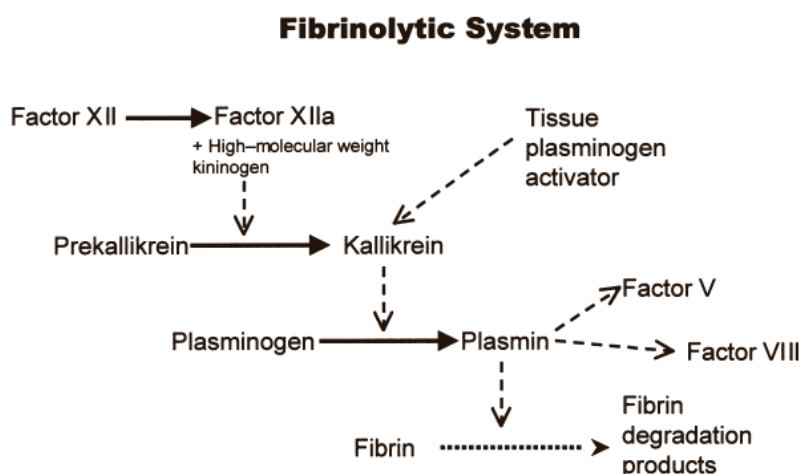 Fibrinolytic System
Factor XII
Factor XIIa
+ High–molecular weight
kininogen
Tissue
plasminogen
activator
Prekallikrein
Kallikrein
Plasminogen
Plasmin
Factor V
Factor VIII
Fibrin
Fibrin
degradation
products